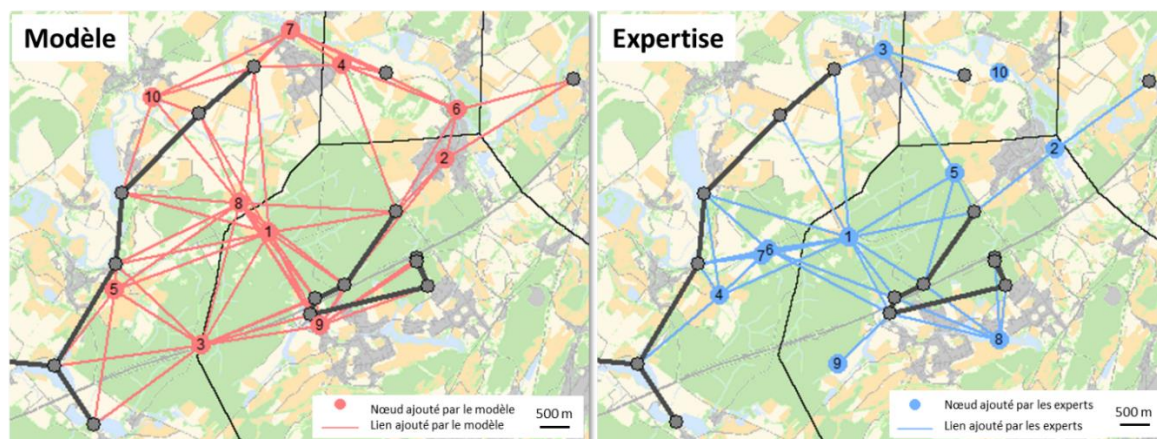 Modèle
7
4
10
6
2
8
1
5
9
3
Nœud ajouté par le modèle
Lien ajouté par le modèle
500 m
Expertise
3
10
2
5
1
6
7
4
8
9
Nœud ajouté par les experts
Lien ajouté par les experts
500 m